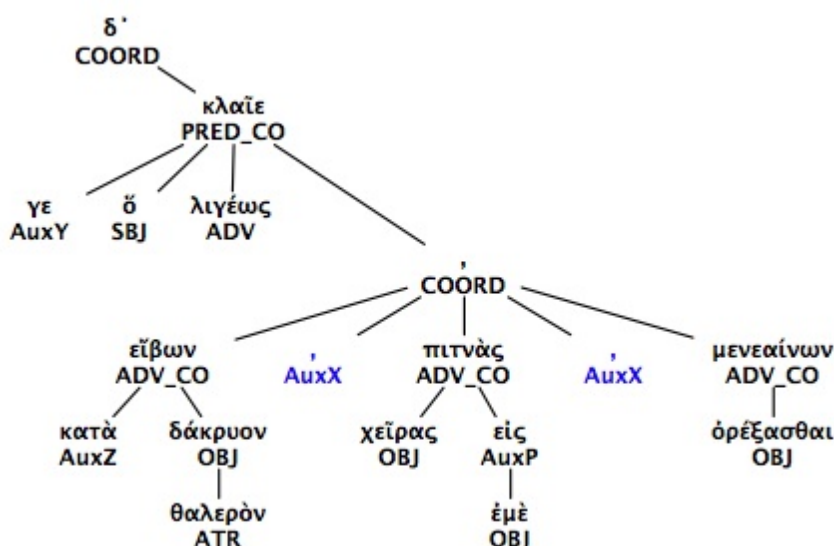 δ᾽
COORD
κλαῖε
PRED_CO
γε ὅ λιγέως
AuxY SBJ ADV
,
COORD
εἴβων , πιτνὰς , μενεαίνων
ADV_CO AuxX ADV_CO AuxX ADV_CO
κατὰ δάκρυον χεῖρας εἰς ὀρέξασθαι
AuxZ OBJ OBJ AuxP OBJ
θαλερὸν ἐμὲ
ATR OBJ